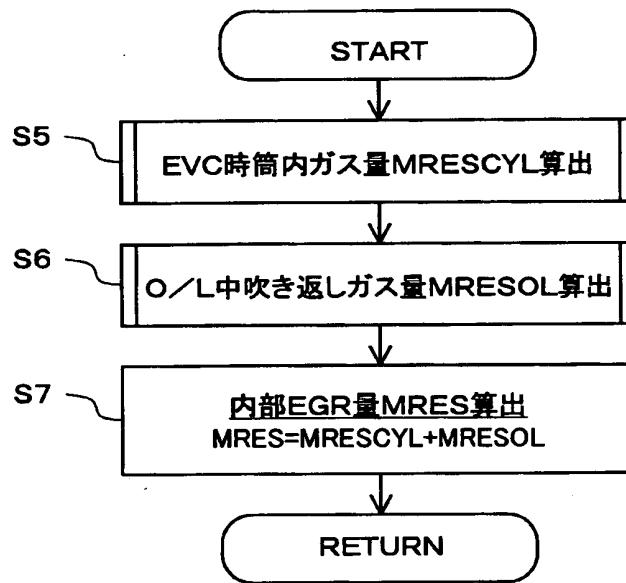 START
S5
EVC時筒内ガス量MRESCYL算出
S6
O／L中吹き返しガス量MRESOL算出
S7
内部EGR量MRES算出
MRES=MRESCYL+MRESOL
RETURN